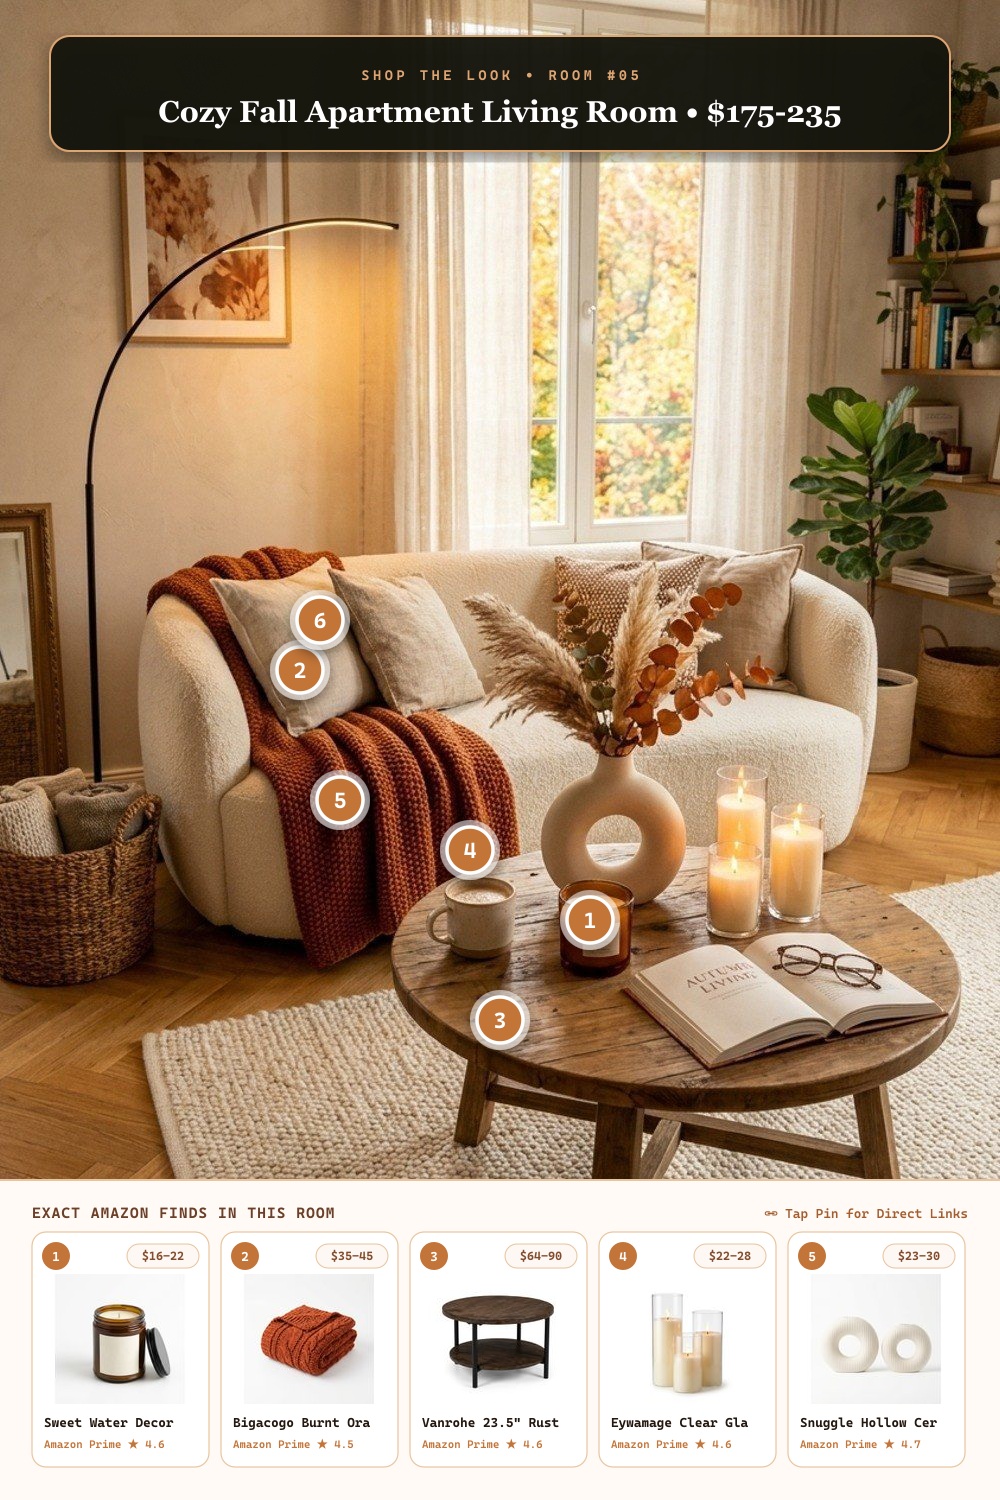 SHOP THE LOOK • ROOM #05
Cozy Fall Apartment Living Room • $175-235
6
2
5
4
1
AUTUMN
LIVING
3
EXACT AMAZON FINDS IN THIS ROOM
Tap Pin for Direct Links
1 $16-22
Sweet Water Decor
Amazon Prime ★ 4.6
2 $35-45
Bigacogo Burnt Ora
Amazon Prime ★ 4.5
3 $64-90
Vanrohe 23.5" Rust
Amazon Prime ★ 4.6
4 $22-28
Eywamage Clear Gla
Amazon Prime ★ 4.6
5 $23-30
Snuggle Hollow Cer
Amazon Prime ★ 4.7